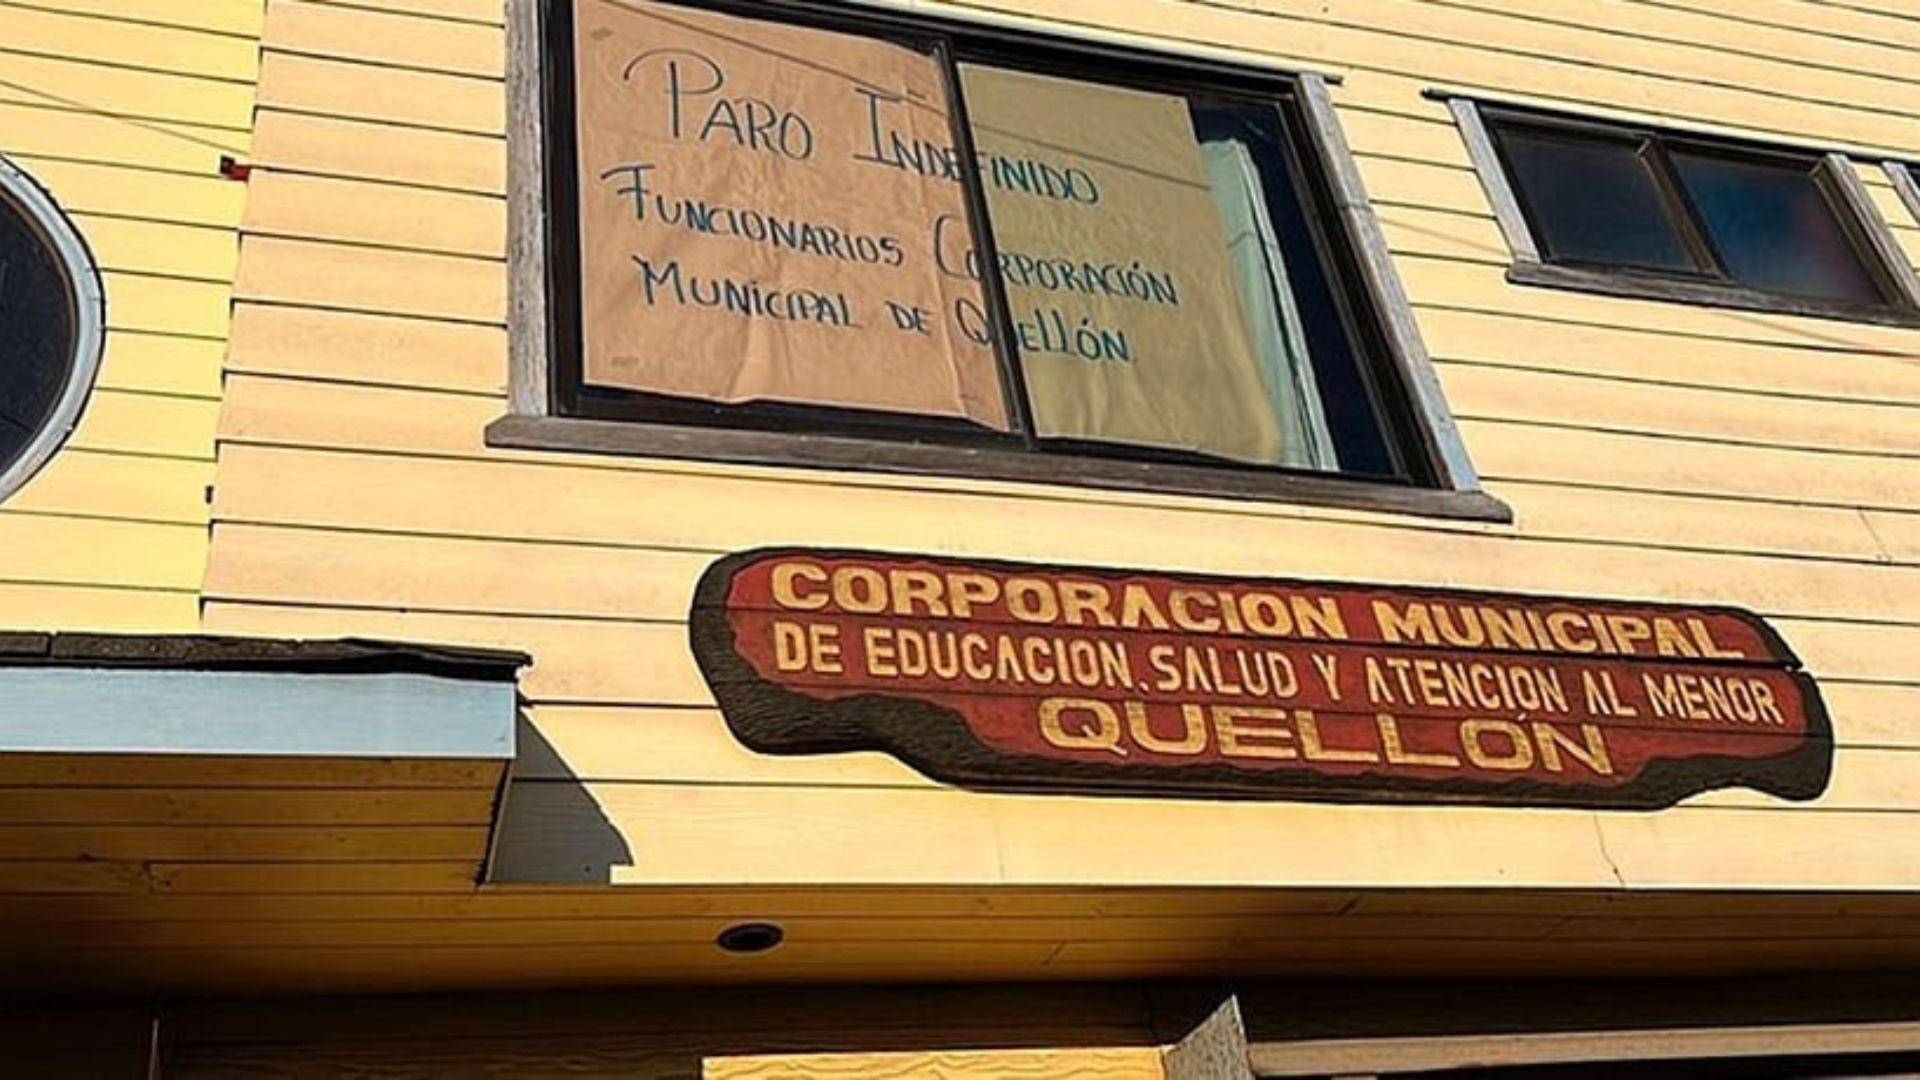 PARO INDEFINIDO
FUNCIONARIOS CORPORACIÓN
MUNICIPAL DE QUELLÓN.
CORPORACION MUNICIPAL
DE EDUCACION, SALUD Y ATENCION AL MENOR
QUELLÓN